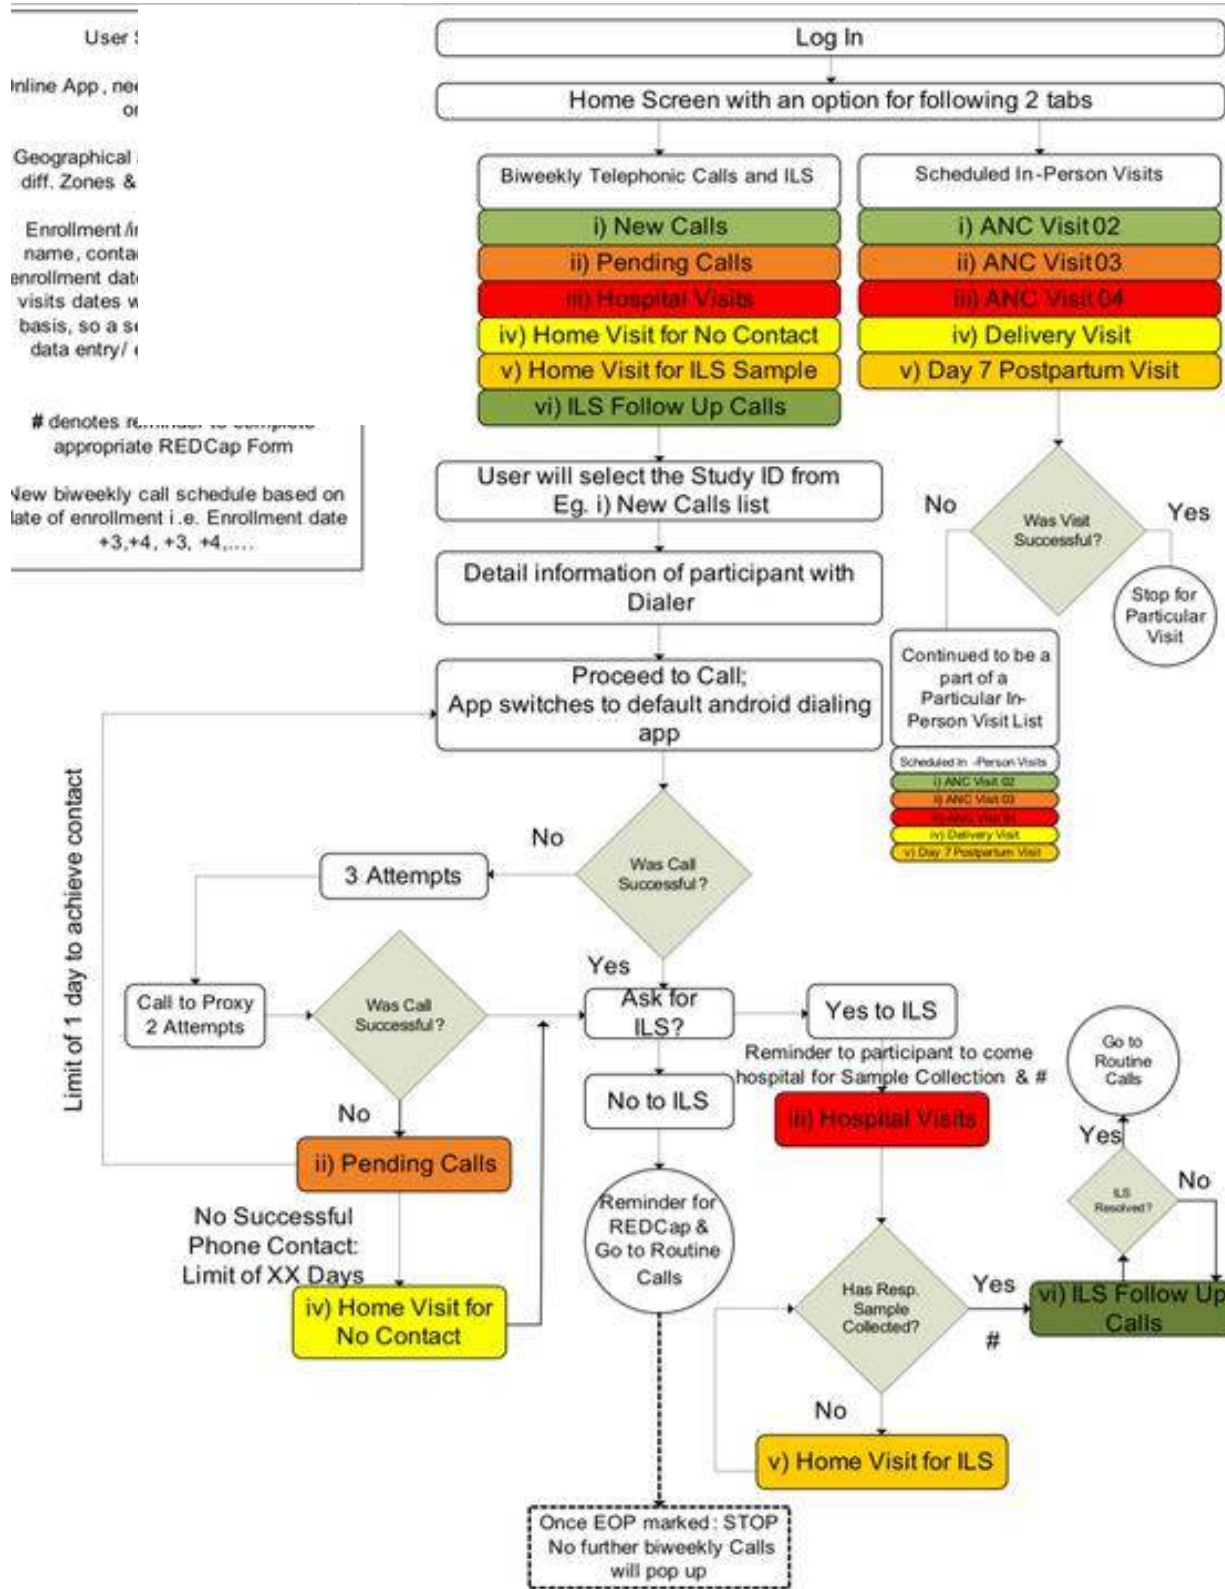 User
Online App, nee
or
Geographical
diff. Zones &
Enrollment/i
name, conta
enrollment date
visits dates w
basis, so a se
data entry/
# denotes reminder to complete
appropriate REDCap Form
New biweekly call schedule based on
date of enrollment i.e. Enrollment date
+3,+4, +3, +4,....
Log In
Home Screen with an option for following 2 tabs
Biweekly Telephonic Calls and ILS
i) New Calls
ii) Pending Calls
iii) Hospital Visits
iv) Home Visit for No Contact
v) Home Visit for ILS Sample
vi) ILS Follow Up Calls
Scheduled In-Person Visits
i) ANC Visit 02
ii) ANC Visit 03
iii) ANC Visit 04
iv) Delivery Visit
v) Day 7 Postpartum Visit
User will select the Study ID from
Eg. i) New Calls list
Detail information of participant with
Dialer
Proceed to Call;
App switches to default android dialing
app
No
Was Visit
Successful?
Yes
Stop for
Particular
Visit
Continued to be a
part of a
Particular In-
Person Visit List
Scheduled In -Person Visits
i) ANC Visit 02
ii) ANC Visit 03
iii) ANC Visit 04
iv) Delivery Visit
v) Day 7 Postpartum Visit
Limit of 1 day to achieve contact
No
Was Call
Successful?
3 Attempts
Yes
Call to Proxy
2 Attempts
Was Call
Successful?
Ask for
ILS?
Yes to ILS
Reminder to participant to come
hospital for Sample Collection & #
No
No to ILS
iii) Hospital Visits
ii) Pending Calls
No Successful
Phone Contact:
Limit of XX Days
iv) Home Visit for
No Contact
Reminder for
REDCap &
Go to Routine
Calls
Go to
Routine
Calls
Yes
ILS
Resolved?
No
Has Resp.
Sample
Collected?
Yes
#
vi) ILS Follow Up
Calls
No
v) Home Visit for ILS
Once EOP marked: STOP
No further biweekly Calls
will pop up